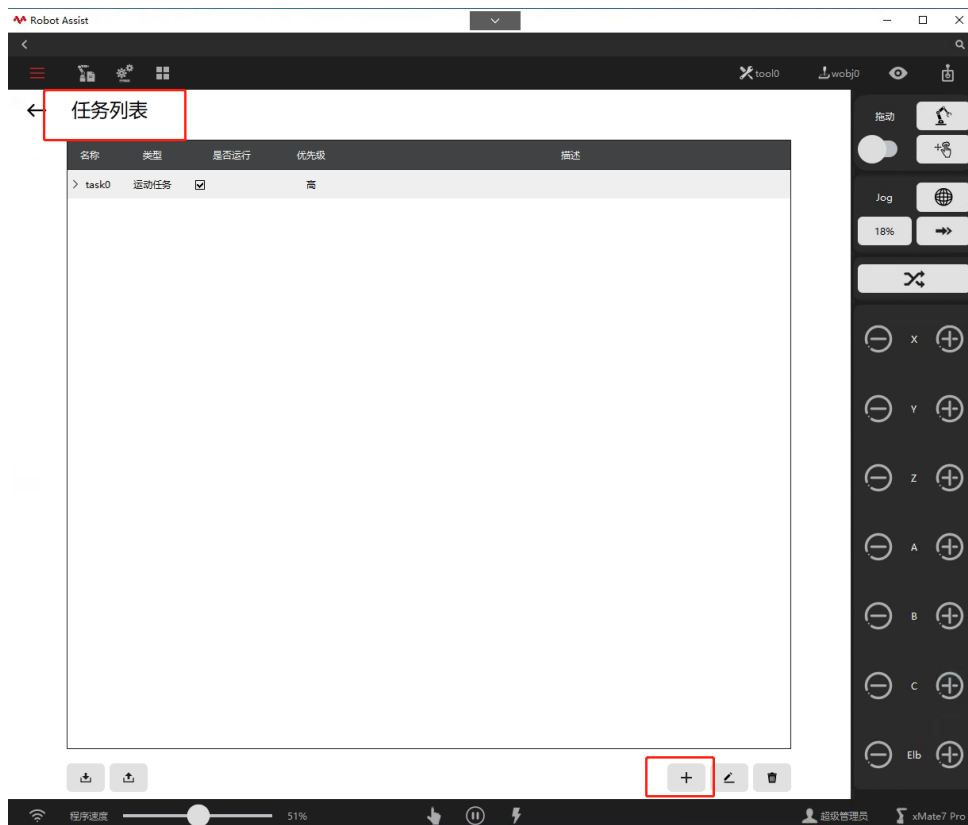 Robot Assist
tool0
wobj0
任务列表
名称 类型 是否运行 优先级 描述
task0 运动任务 高
拖动
Jog
18%
X
Y
Z
A
B
C
Elb
程序速度 51% 超级管理员 xMate7 Pro